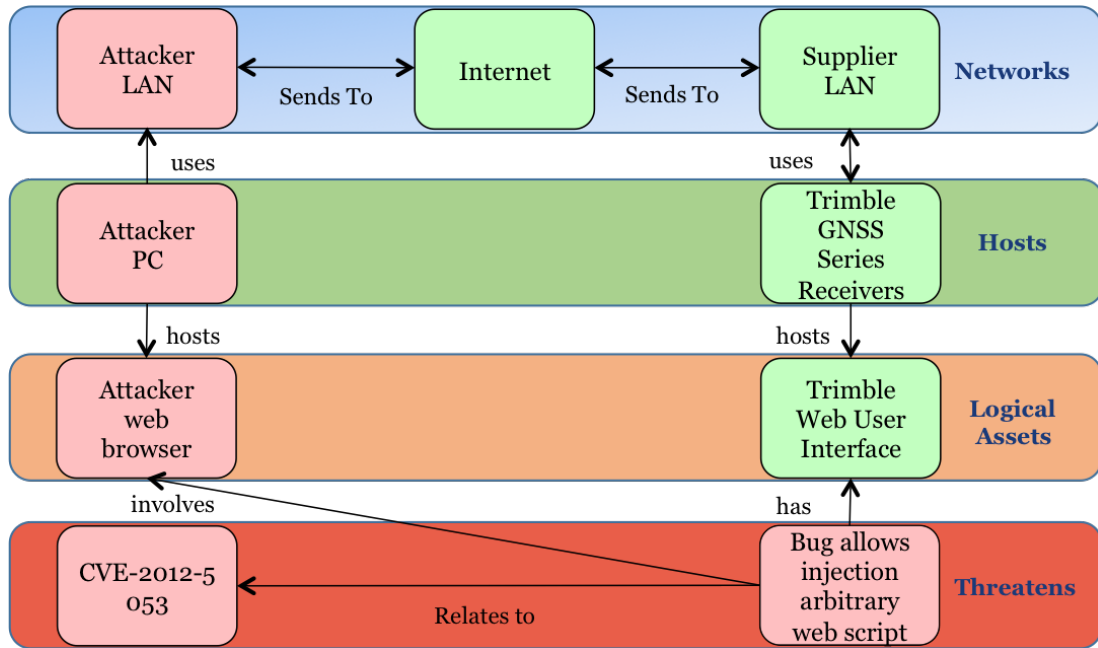 Attacker
LAN
Sends To
Internet
Sends To
Supplier
LAN
Networks
uses
uses
Attacker
PC
Trimble
GNSS
Series
Receivers
Hosts
hosts
hosts
Attacker
web
browser
Trimble
Web User
Interface
Logical
Assets
involves
has
CVE-2012-5
053
Relates to
Bug allows
injection
arbitrary
web script
Threatens